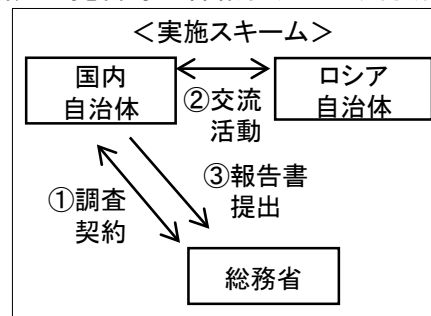 <実施スキーム>
国内
自治体
ロシア
自治体
②交流
活動
①調査
契約
③報告書
提出
総務省